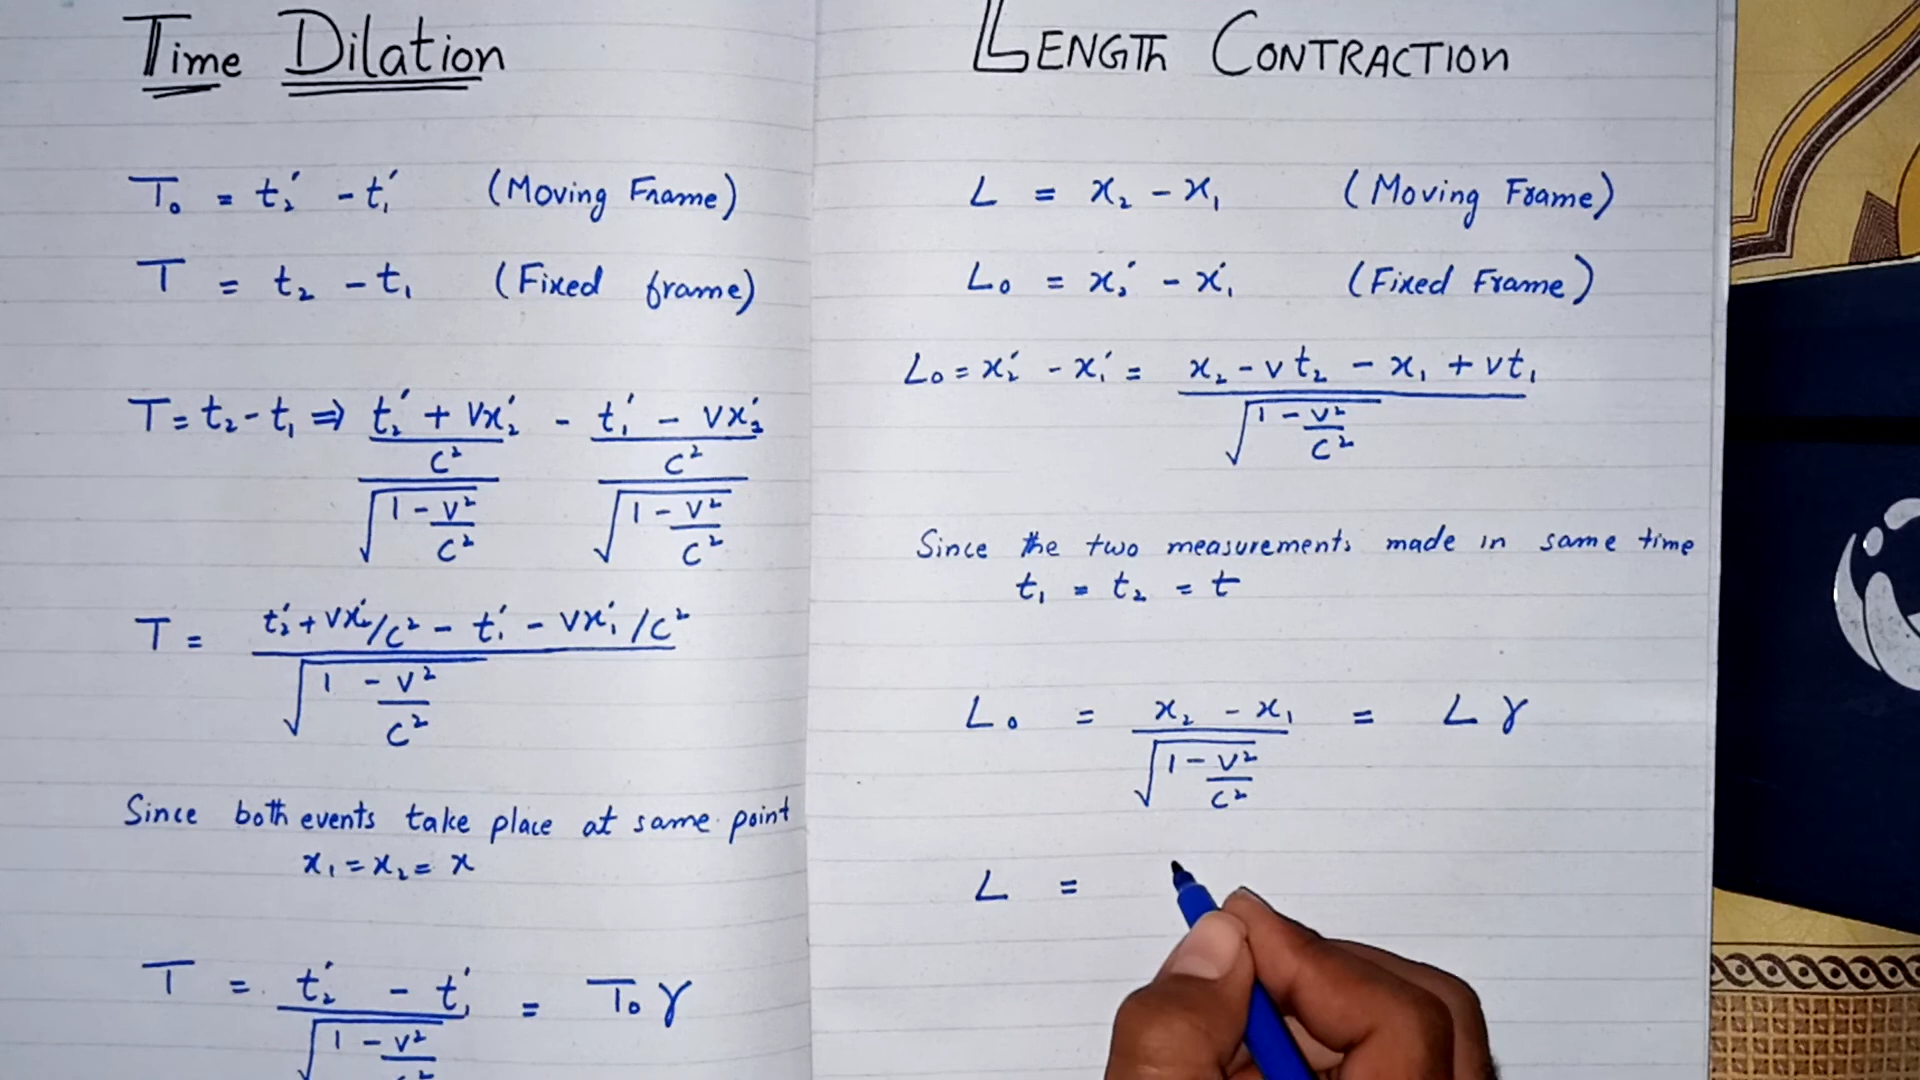 Time Dilation
T₀ = t₂′ - t₁′ (Moving Frame)
T = t₂ - t₁ (Fixed frame)
T = t₂ - t₁ ⇒ (t₂′ + vx₂′/c²)/√(1 - v²/c²) - (t₁′ - vx₂′/c²)/√(1 - v²/c²)
T = (t₂′ + vx₂′/c² - t₁′ - vx₁′/c²)/√(1 - v²/c²)
Since both events take place at same point
x₁ = x₂ = x
T = (t₂′ - t₁′)/√(1 - v²/c²) = T₀γ
LENGTH CONTRACTION
L = x₂ - x₁ (Moving Frame)
L₀ = x₂′ - x₁′ (Fixed Frame)
L₀ = x₂′ - x₁′ = (x₂ - vt₂ - x₁ + vt₁)/√(1 - v²/c²)
Since the two measurements made in same time
t₁ = t₂ = t
L₀ = (x₂ - x₁)/√(1 - v²/c²) = Lγ
L =